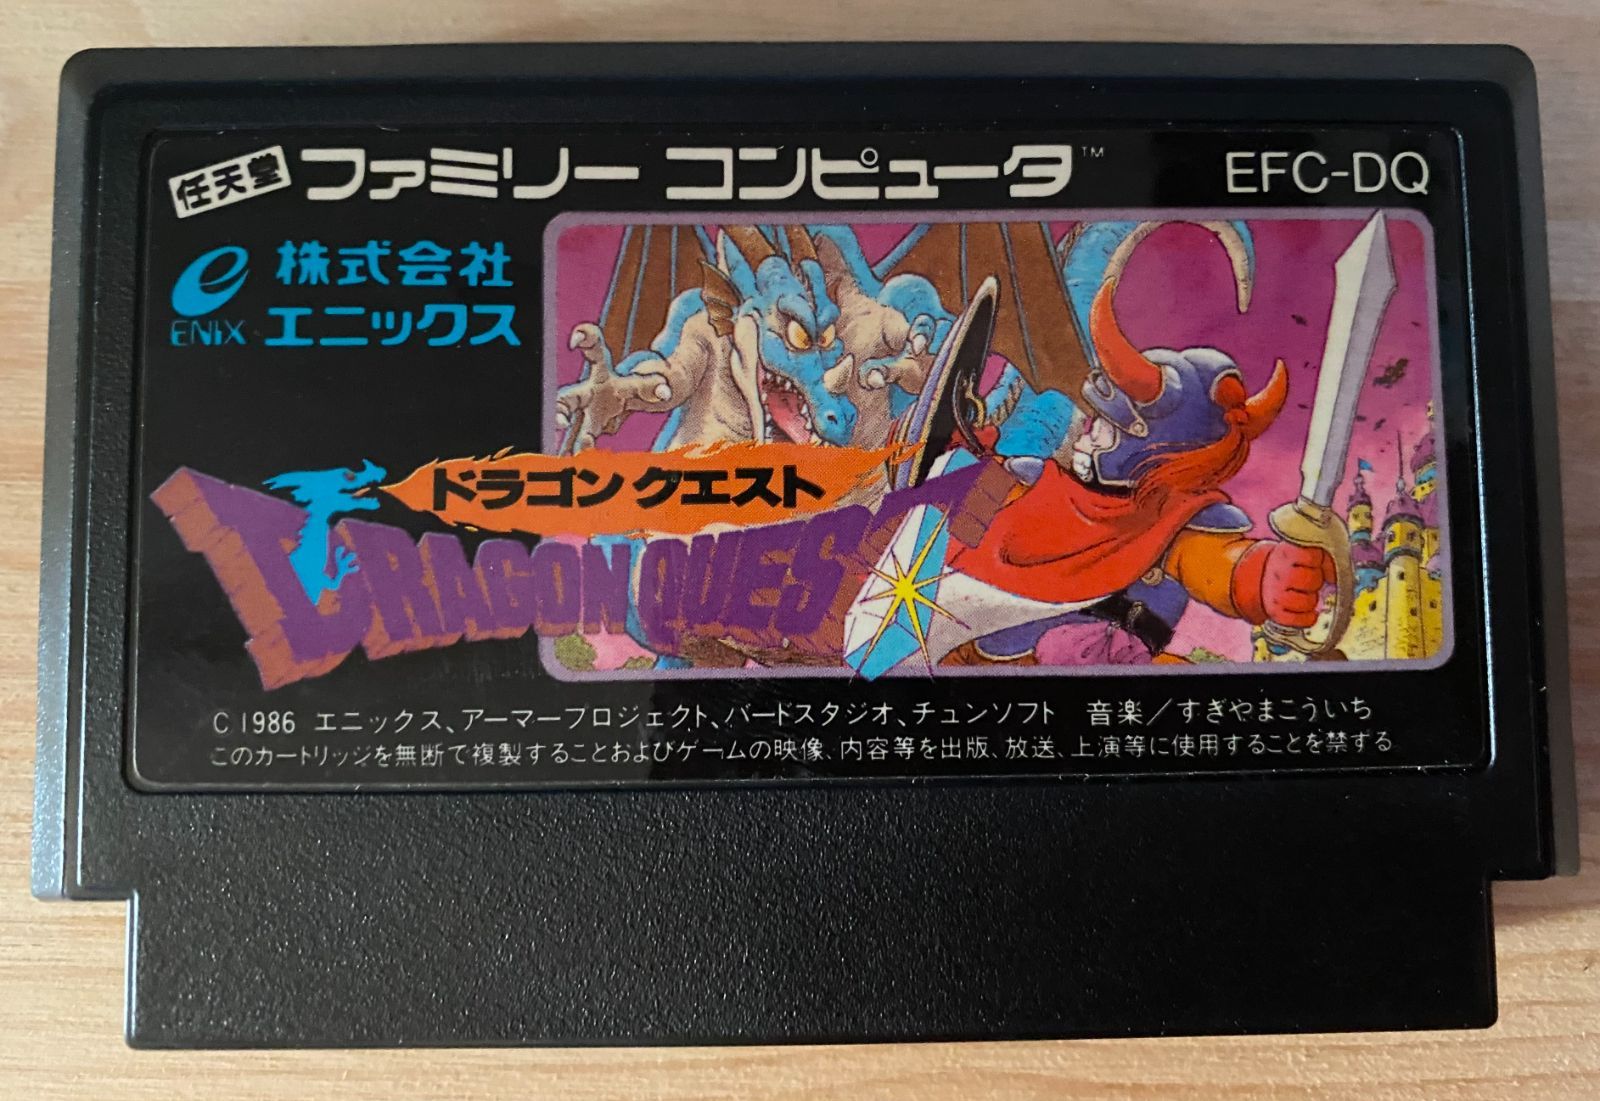 任天堂 ファミリー コンピュータ™ EFC-DQ
株式会社
ENIX エニックス
ドラゴンクエスト
DRAGON QUEST
C 1986 エニックス、アーマープロジェクト、バードスタジオ、チュンソフト 音楽／すぎやまこういち
このカートリッジを無断で複製することおよびゲームの映像、内容等を出版、放送、上演等に使用することを禁する